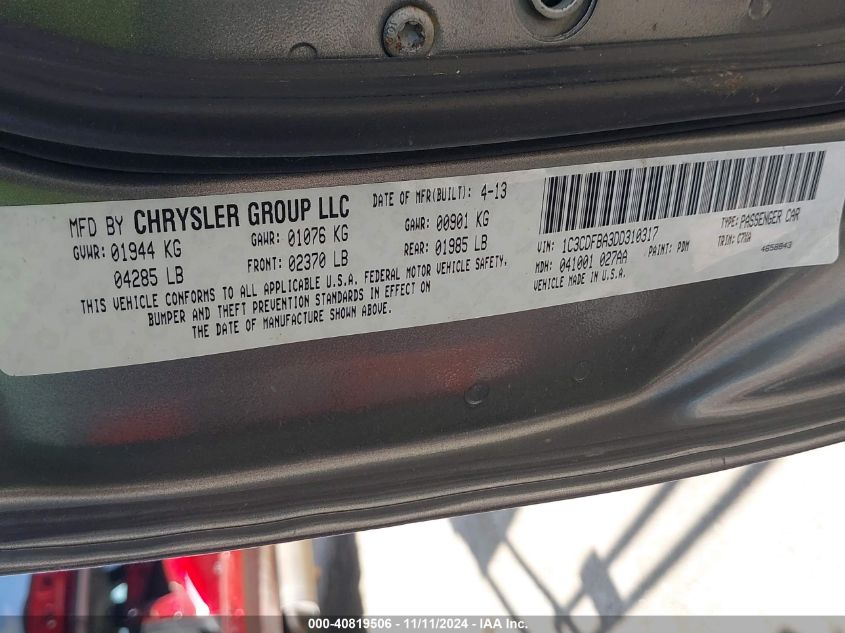 MFD BY CHRYSLER GROUP LLC DATE OF MFR(BUILT): 4-13
GVWR: 01944 KG GAWR: 01076 KG GAWR: 00901 KG
04285 LB FRONT: 02370 LB REAR: 01985 LB
THIS VEHICLE CONFORMS TO ALL APPLICABLE U.S.A. FEDERAL MOTOR VEHICLE SAFETY,
BUMPER AND THEFT PREVENTION STANDARDS IN EFFECT ON
THE DATE OF MANUFACTURE SHOWN ABOVE.
VIN: 1C3CDFBA3DD310317 TYPE: PASSENGER CAR
MDH: 041001 027AA PAINT: PDM TRIM:
VEHICLE MADE IN U.S.A. 4658843
000-40819506 - 11/11/2024 - IAA Inc.